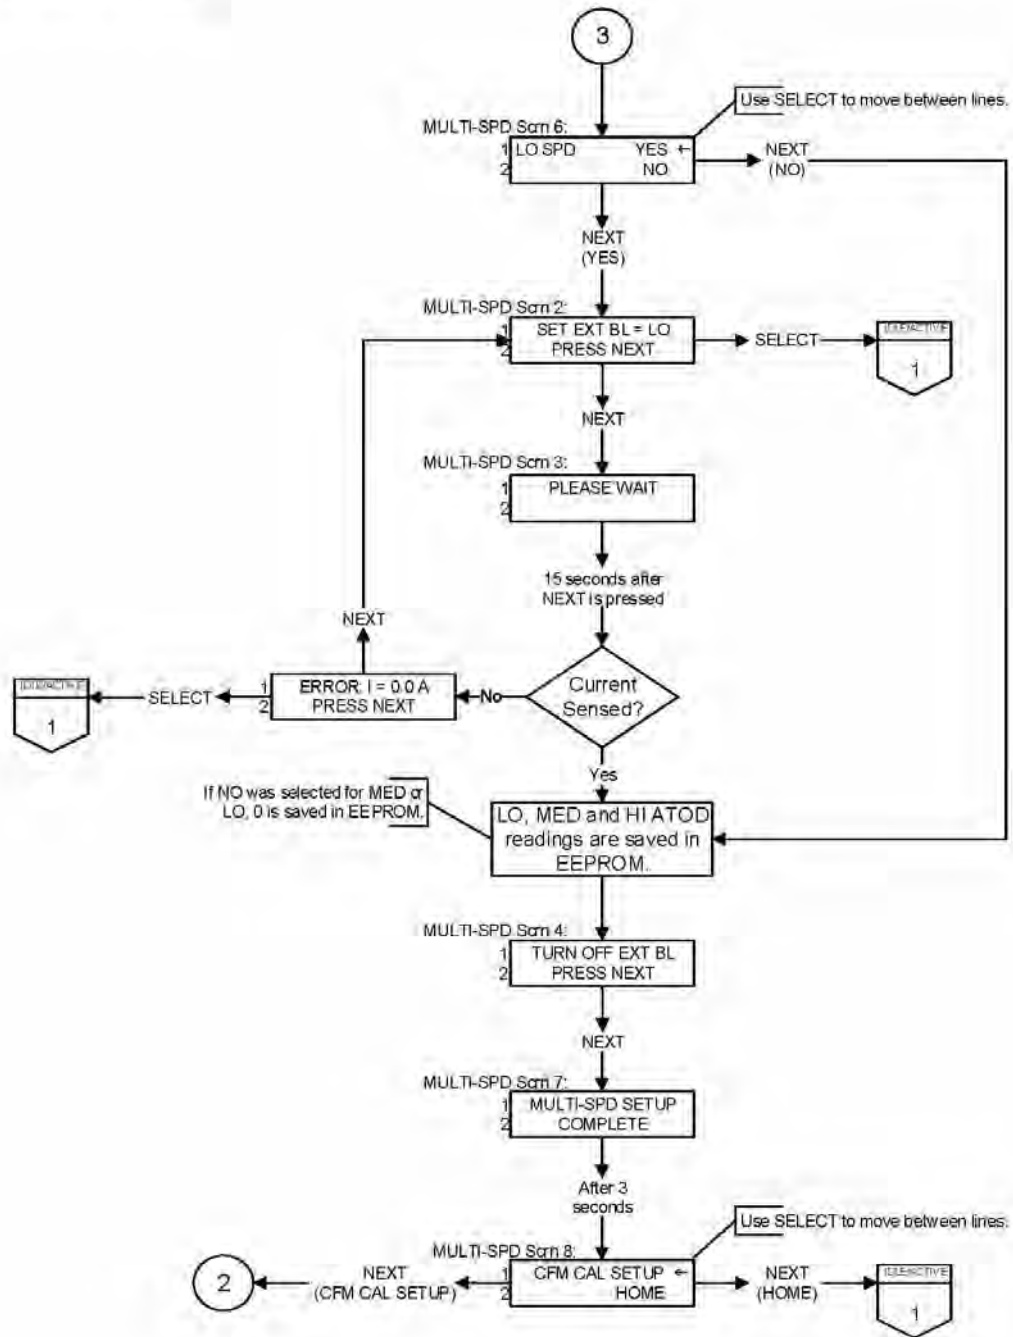 3
Use SELECT to move between lines.
MULTI-SPD Scrn 6:
1 LO SPD YES ←
2 NO
NEXT
(NO)
NEXT
(YES)
MULTI-SPD Scrn 2:
1 SET EXT BL = LO
2 PRESS NEXT
SELECT
IDLE/ACTIVE
1
NEXT
MULTI-SPD Scrn 3:
1 PLEASE WAIT
2
15 seconds after
NEXT is pressed
NEXT
Current
Sensed?
No
1 ERROR: I = 0.0 A
2 PRESS NEXT
SELECT
IDLE/ACTIVE
1
Yes
If NO was selected for MED or
LO, 0 is saved in EEPROM.
LO, MED and HI ATOD
readings are saved in
EEPROM.
MULTI-SPD Scrn 4:
1 TURN OFF EXT BL
2 PRESS NEXT
NEXT
MULTI-SPD Scrn 7:
1 MULTI-SPD SETUP
2 COMPLETE
After 3
seconds
Use SELECT to move between lines.
MULTI-SPD Scrn 8:
1 CFM CAL SETUP ←
2 HOME
NEXT
(CFM CAL SETUP)
2
NEXT
(HOME)
IDLE/ACTIVE
1